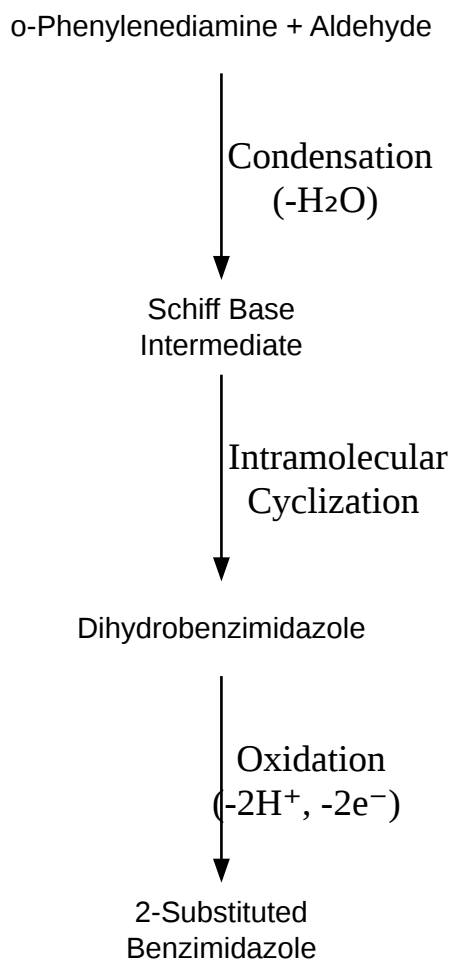 o-Phenylenediamine + Aldehyde
Condensation
(-H₂O)
Schiff Base
Intermediate
Intramolecular
Cyclization
Dihydrobenzimidazole
Oxidation
(-2H⁺, -2e⁻)
2-Substituted
Benzimidazole